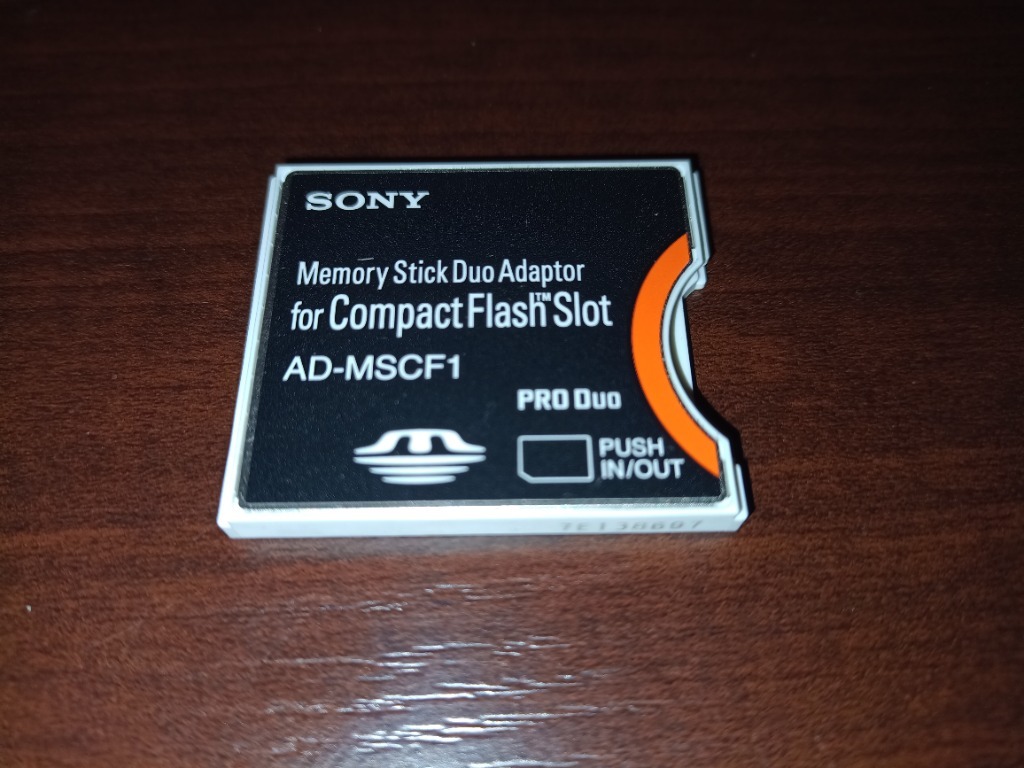 SONY
Memory Stick Duo Adaptor
for CompactFlash™ Slot
AD-MSCF1
PRO Duo
PUSH
IN/OUT